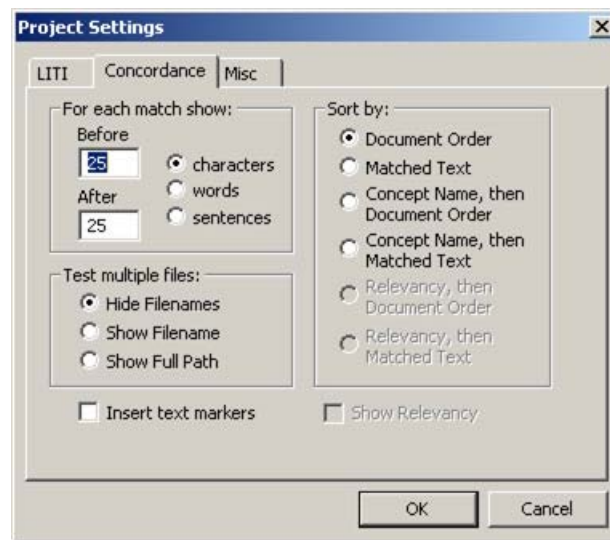 Project Settings
LITI
Concordance
Misc
For each match show:
Before
25
After
25
characters
words
sentences
Test multiple files:
Hide Filenames
Show Filename
Show Full Path
Insert text markers
Sort by:
Document Order
Matched Text
Concept Name, then
Document Order
Concept Name, then
Matched Text
Relevancy, then
Document Order
Relevancy, then
Matched Text
Show Relevancy
OK
Cancel